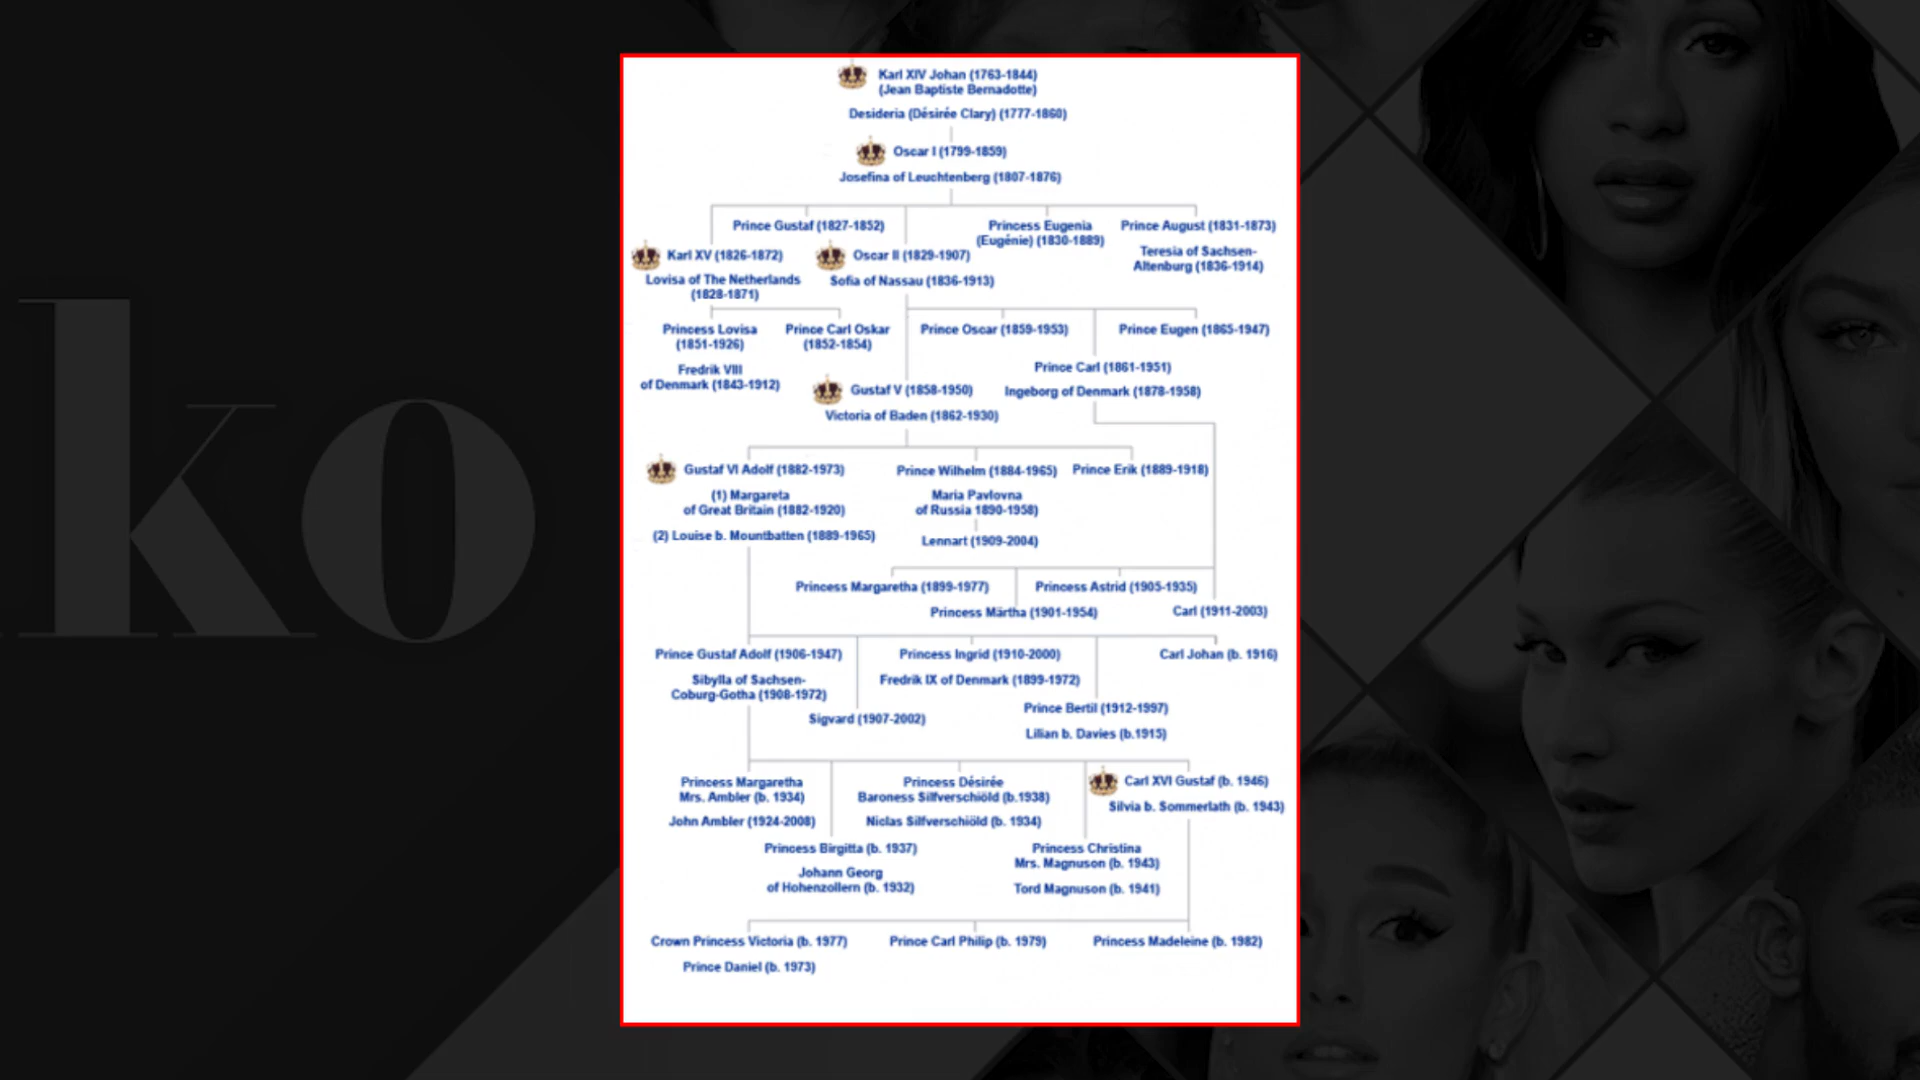 ko
Karl XIV Johan (1763-1844)
(Jean Baptiste Bernadotte)
Desideria (Désirée Clary) (1777-1860)
Oscar I (1799-1859)
Josefina of Leuchtenberg (1807-1876)
Prince Gustaf (1827-1852)
Princess Eugenia
(Eugénie) (1830-1889)
Prince August (1831-1873)
Teresa of Sachsen-
Altenburg (1836-1914)
Karl XV (1826-1872)
Lovisa of The Netherlands
(1828-1871)
Oscar II (1829-1907)
Sofia of Nassau (1836-1913)
Princess Lovisa
(1851-1926)
Fredrik VIII
of Denmark (1843-1912)
Prince Carl Oskar
(1852-1854)
Prince Oscar (1859-1953)
Prince Eugen (1865-1947)
Prince Carl (1861-1951)
Ingeborg of Denmark (1878-1958)
Gustaf V (1858-1950)
Victoria of Baden (1862-1930)
Gustaf VI Adolf (1882-1973)
(1) Margareta
of Great Britain (1882-1920)
(2) Louise b. Mountbatten (1889-1965)
Prince Wilhelm (1884-1965)
Maria Pavlovna
of Russia 1890-1958)
Lennart (1909-2004)
Prince Erik (1889-1918)
Princess Margaretha (1899-1977)
Princess Astrid (1905-1935)
Princess Märtha (1901-1954)
Carl (1911-2003)
Prince Gustaf Adolf (1906-1947)
Sibylla of Sachsen-
Coburg-Gotha (1908-1972)
Princess Ingrid (1910-2000)
Fredrik IX of Denmark (1899-1972)
Carl Johan (b. 1916)
Sigvard (1907-2002)
Prince Bertil (1912-1997)
Lilian b. Davies (b.1915)
Princess Margaretha
Mrs. Ambler (b. 1934)
John Ambler (1924-2008)
Princess Désirée
Baroness Silfverschiöld (b.1938)
Niclas Silfverschiöld (b. 1934)
Carl XVI Gustaf (b. 1946)
Silvia b. Sommerlath (b. 1943)
Princess Birgitta (b. 1937)
Johann Georg
of Hohenzollern (b. 1932)
Princess Christina
Mrs. Magnuson (b. 1943)
Tord Magnuson (b. 1941)
Crown Princess Victoria (b. 1977)
Prince Daniel (b. 1973)
Prince Carl Philip (b. 1979)
Princess Madeleine (b. 1982)